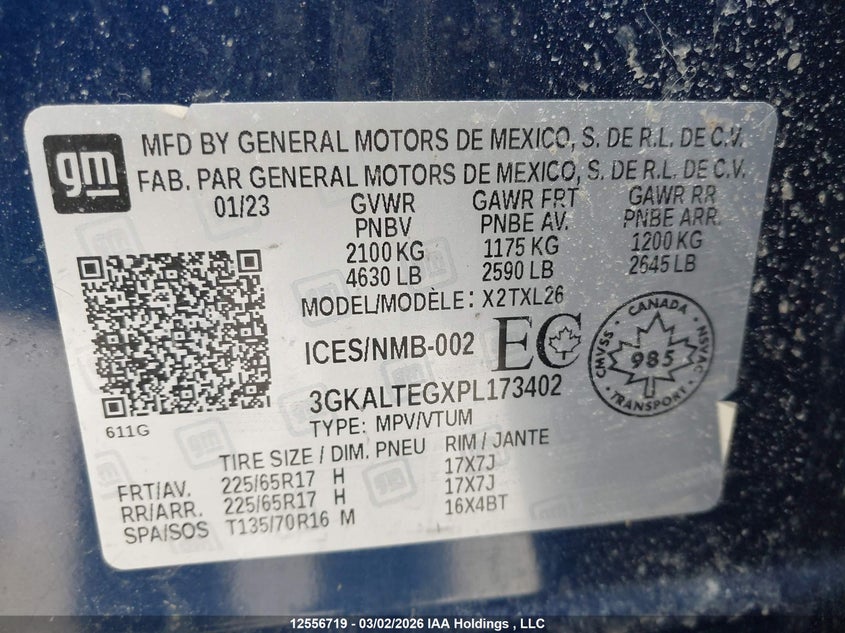 gm
MFD BY GENERAL MOTORS DE MEXICO, S. DE R.L. DE C.V.
FAB. PAR GENERAL MOTORS DE MEXICO, S. DE R.L. DE C.V.
01/23 GVWR GAWR FRT GAWR RR
PNBV PNBE AV. PNBE ARR.
2100 KG 1175 KG 1200 KG
4630 LB 2590 LB 2645 LB
MODEL/MODÈLE: X2TXL26
ICES/NMB-002 EC
CANADA
CMVSS 985 NSVAC
TRANSPORT
3GKALTEGXPL173402
611G
TYPE: MPV/VTUM
TIRE SIZE / DIM. PNEU RIM / JANTE
FRT/AV. 225/65R17 H 17X7J
RR/ARR. 225/65R17 H 17X7J
SPA/SOS T135/70R16 M 16X4BT
12556719 - 03/02/2026 IAA Holdings , LLC